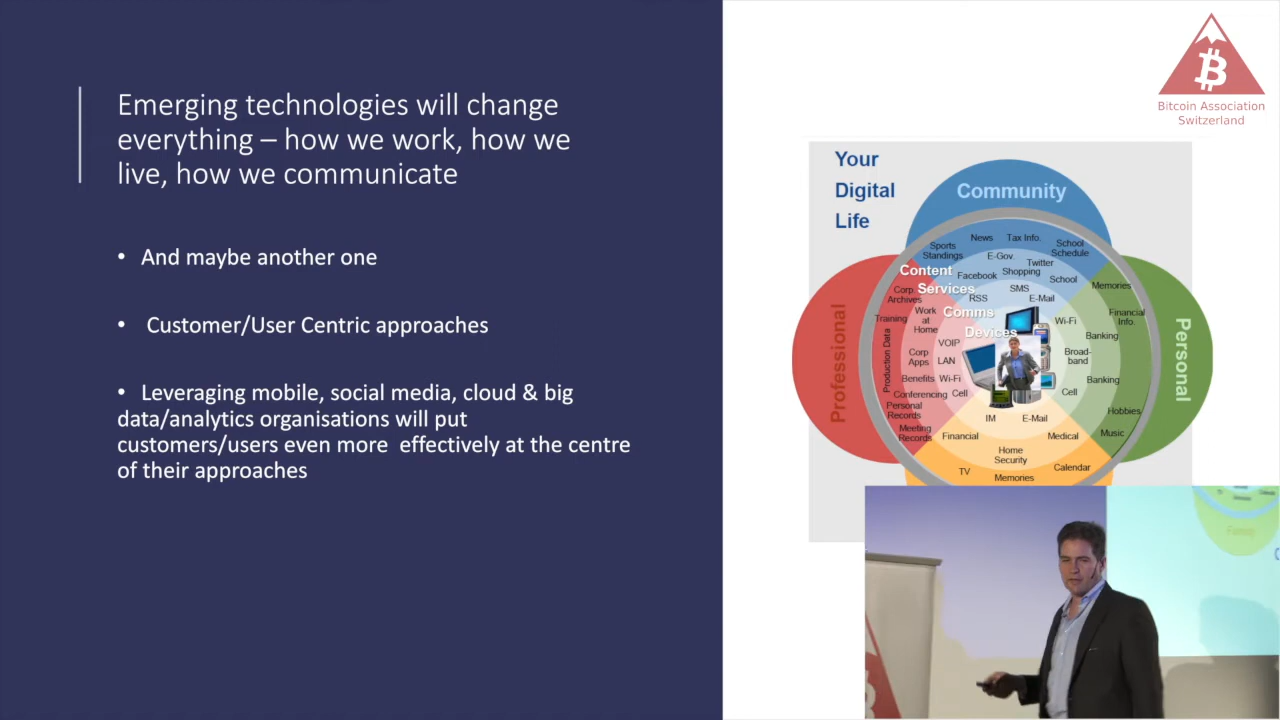 Emerging technologies will change
everything – how we work, how we
live, how we communicate
• And maybe another one
• Customer/User Centric approaches
• Leveraging mobile, social media, cloud & big
data/analytics organisations will put
customers/users even more effectively at the centre
of their approaches
Bitcoin Association
Switzerland
Your
Digital
Life
Community
Professional
Personal
Content
Services
Comms
Devices
Sports
Standings
News
Tax Info.
School
Schedule
E-Gov.
Twitter
Facebook
Shopping
School
SMS
RSS
E-Mail
Memories
Financial
Info.
Wi-Fi
Banking
Broad-
band
Banking
Cell
Hobbies
Music
Corp.
Archives
Training
Work
at
Home
Production Data
VOIP
Corp
Apps
LAN
Benefits
Wi-Fi
Conferencing
Cell
Personal
Records
Meeting
Records
IM
E-Mail
Financial
Medical
Home
Security
TV
Calendar
Memories
Family